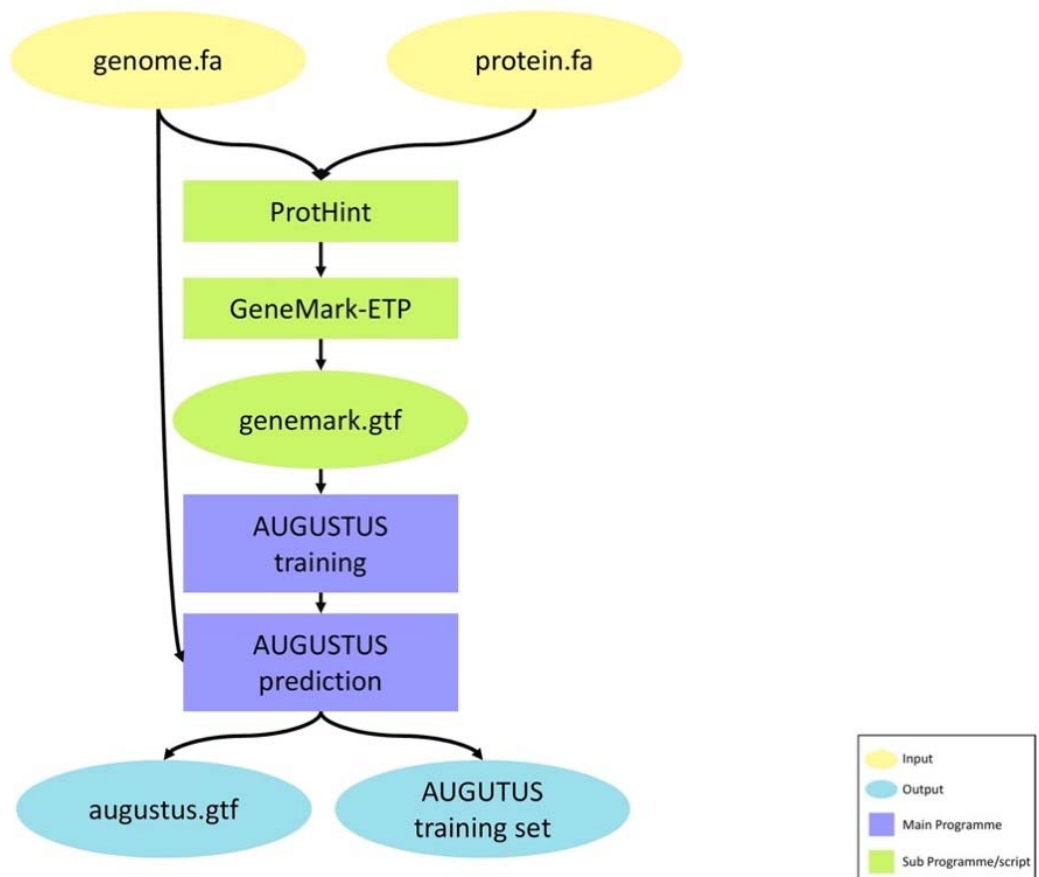 genome.fa
protein.fa
ProtHint
GeneMark-ETP
genemark.gtf
AUGUSTUS
training
AUGUSTUS
prediction
augustus.gtf
AUGUTUS
training set
Input
Output
Main Programme
Sub Programme/script